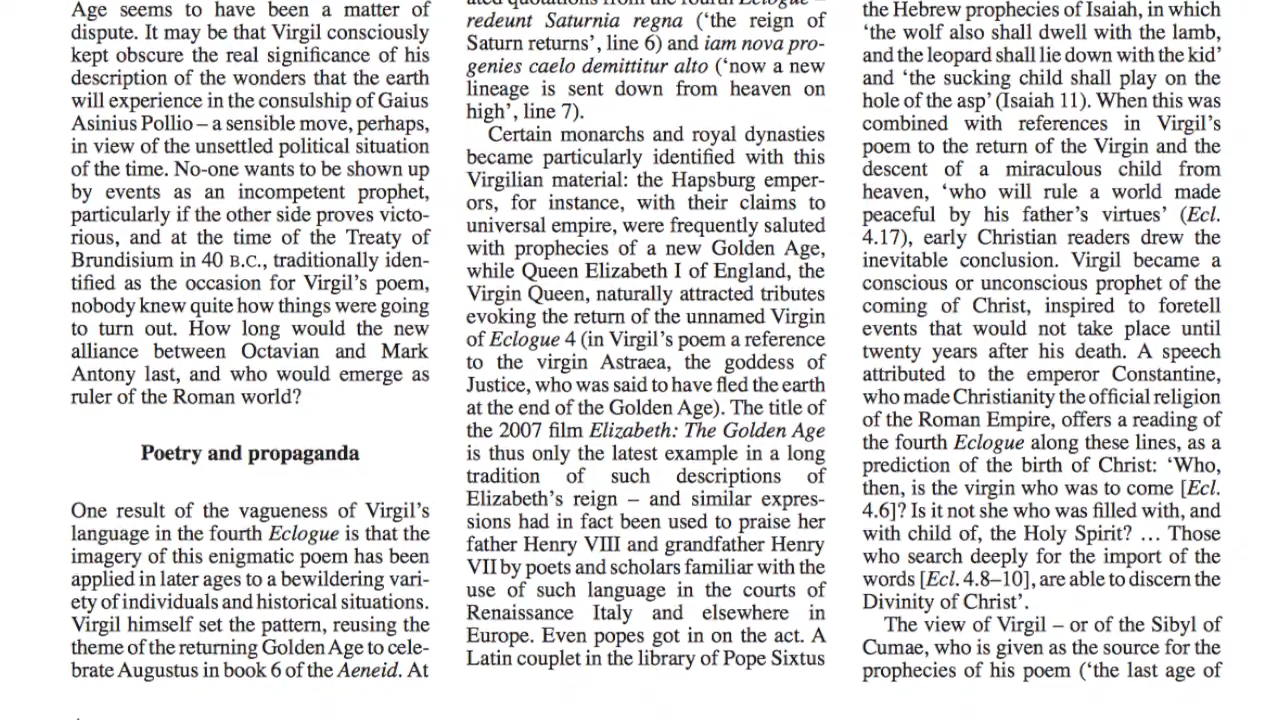 Age seems to have been a matter of
dispute. It may be that Virgil consciously
kept obscure the real significance of his
description of the wonders that the earth
will experience in the consulship of Gaius
Asinius Pollio – a sensible move, perhaps,
in view of the unsettled political situation
of the time. No-one wants to be shown up
by events as an incompetent prophet,
particularly if the other side proves victo-
rious, and at the time of the Treaty of
Brundisium in 40 B.C., traditionally iden-
tified as the occasion for Virgil's poem,
nobody knew quite how things were going
to turn out. How long would the new
alliance between Octavian and Mark
Antony last, and who would emerge as
ruler of the Roman world?
Poetry and propaganda
One result of the vagueness of Virgil's
language in the fourth Eclogue is that the
imagery of this enigmatic poem has been
applied in later ages to a bewildering vari-
ety of individuals and historical situations.
Virgil himself set the pattern, reusing the
theme of the returning Golden Age to cele-
brate Augustus in book 6 of the Aeneid. At
ated quotations from the fourth Eclogue –
redeunt Saturnia regna ('the reign of
Saturn returns', line 6) and iam nova pro-
genies caelo demittitur alto ('now a new
lineage is sent down from heaven on
high', line 7).
Certain monarchs and royal dynasties
became particularly identified with this
Virgilian material: the Hapsburg emper-
ors, for instance, with their claims to
universal empire, were frequently saluted
with prophecies of a new Golden Age,
while Queen Elizabeth I of England, the
Virgin Queen, naturally attracted tributes
evoking the return of the unnamed Virgin
of Eclogue 4 (in Virgil's poem a reference
to the virgin Astraea, the goddess of
Justice, who was said to have fled the earth
at the end of the Golden Age). The title of
the 2007 film Elizabeth: The Golden Age
is thus only the latest example in a long
tradition of such descriptions of
Elizabeth's reign – and similar expres-
sions had in fact been used to praise her
father Henry VIII and grandfather Henry
VII by poets and scholars familiar with the
use of such language in the courts of
Renaissance Italy and elsewhere in
Europe. Even popes got in on the act. A
Latin couplet in the library of Pope Sixtus
the Hebrew prophecies of Isaiah, in which
'the wolf also shall dwell with the lamb,
and the leopard shall lie down with the kid'
and 'the sucking child shall play on the
hole of the asp' (Isaiah 11). When this was
combined with references in Virgil's
poem to the return of the Virgin and the
descent of a miraculous child from
heaven, 'who will rule a world made
peaceful by his father's virtues' (Ecl.
4.17), early Christian readers drew the
inevitable conclusion. Virgil became a
conscious or unconscious prophet of the
coming of Christ, inspired to foretell
events that would not take place until
twenty years after his death. A speech
attributed to the emperor Constantine,
who made Christianity the official religion
of the Roman Empire, offers a reading of
the fourth Eclogue along these lines, as a
prediction of the birth of Christ: 'Who,
then, is the virgin who was to come [Ecl.
4.6]? Is it not she who was filled with, and
with child of, the Holy Spirit? … Those
who search deeply for the import of the
words [Ecl. 4.8–10], are able to discern the
Divinity of Christ'.
The view of Virgil – or of the Sibyl of
Cumae, who is given as the source for the
prophecies of his poem ('the last age of